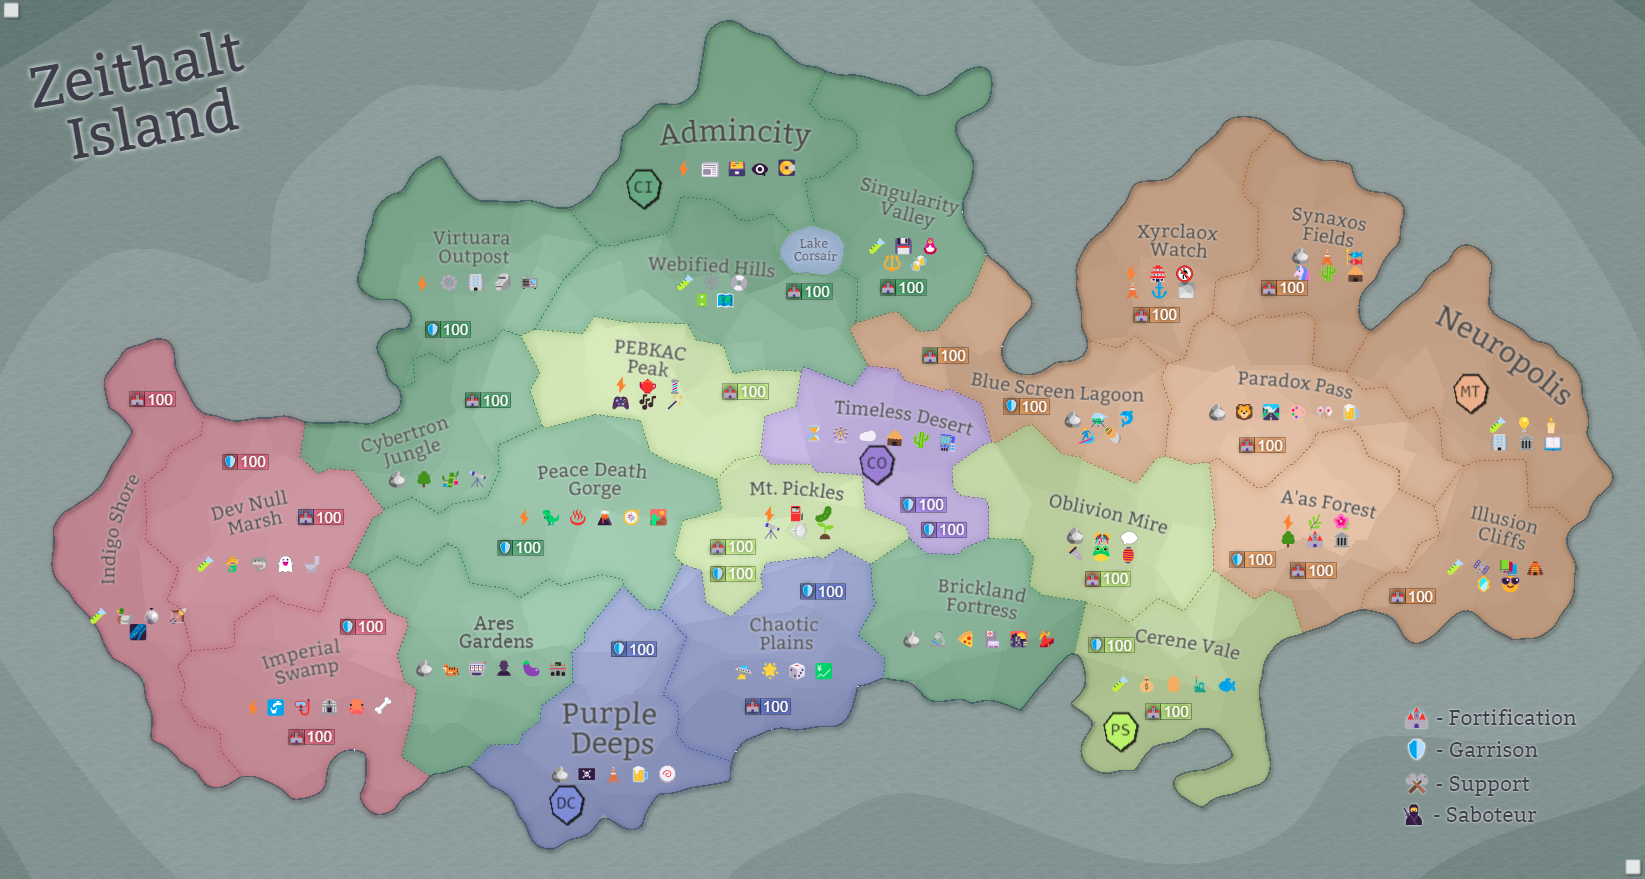 Zeithalt
Island
Admincity
CI
Singularity
Valley
Virtuara
Outpost
Webified Hills
Lake
Corsair
100
100
100
Xyrclaox
Watch
100
Synaxos
Fields
100
Neuropolis
MT
PEBKAC
Peak
100
100
Blue Screen Lagoon
100
Paradox Pass
100
100
100
Cybertron
Jungle
Timeless Desert
CO
100
100
Peace Death
Gorge
100
Mt. Pickles
100
100
Oblivion Mire
100
A'as Forest
100
100
Illusion
Cliffs
100
Indigo Shore
100
Dev Null
Marsh
100
Imperial
Swamp
100
100
Ares
Gardens
100
Chaotic
Plains
100
100
Brickland
Fortress
100
Cerene Vale
100
PS
Purple
Deeps
DC
- Fortification
- Garrison
- Support
- Saboteur